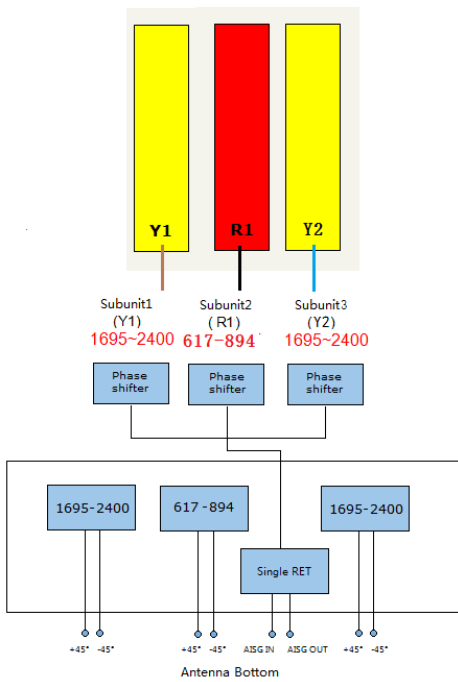 Y1 R1 Y2
Subunit1 Subunit2 Subunit3
(Y1) (R1) (Y2)
1695~2400 617-894 1695~2400
Phase Phase Phase
shifter shifter shifter
1695-2400 617-894 1695-2400
Single RET
+45° -45° +45° -45° AISG IN AISG OUT +45° -45°
Antenna Bottom